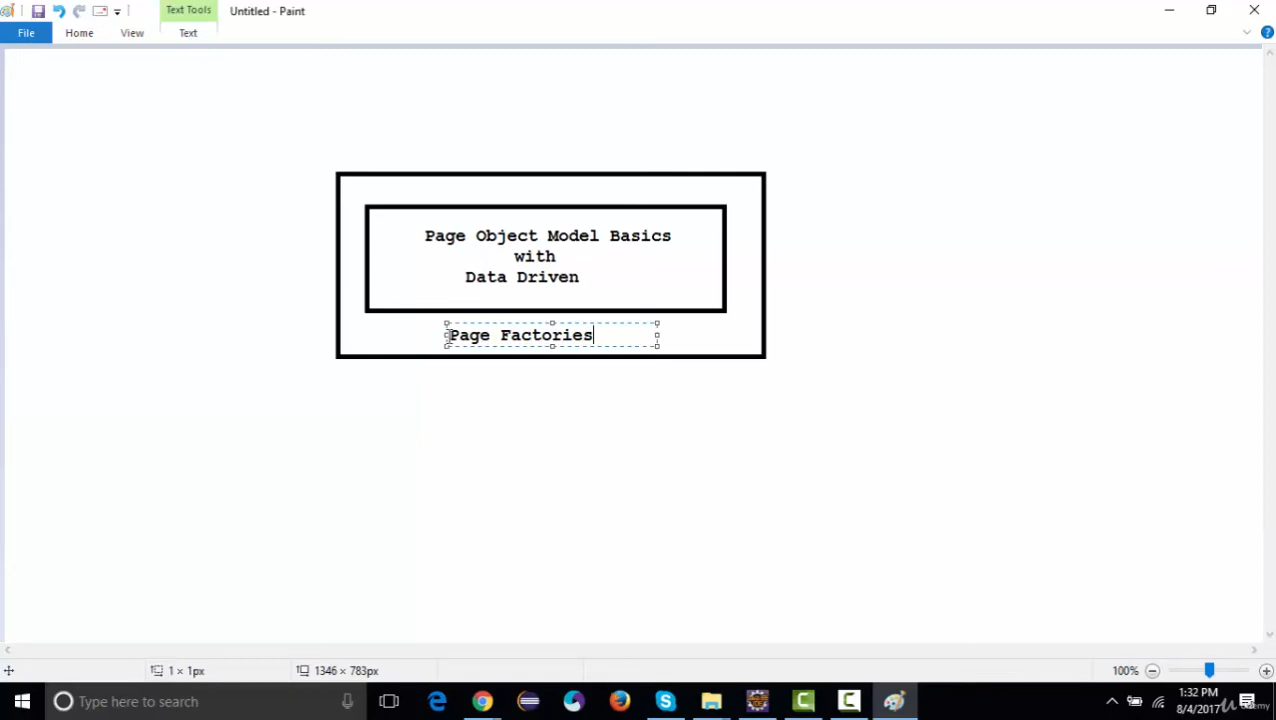 Text Tools
Untitled - Paint
File
Home
View
Text
Page Object Model Basics
with
Data Driven
Page Factories
1 × 1px
1346 × 783px
100%
Type here to search
1:32 PM
8/4/2017
Udemy